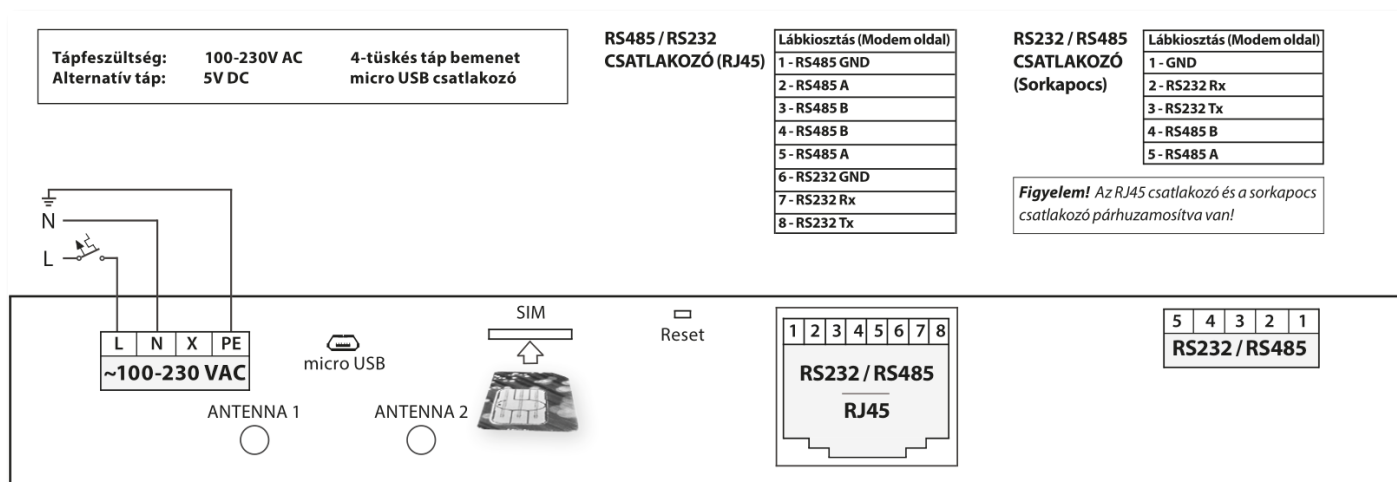 Tápfeszültség: 100-230V AC 4-tüskés táp bemenet
Alternatív táp: 5V DC micro USB csatlakozó
RS485 / RS232
CSATLAKOZÓ (RJ45)
Lábkiosztás (Modem oldal)
1 - RS485 GND
2 - RS485 A
3 - RS485 B
4 - RS485 B
5 - RS485 A
6 - RS232 GND
7 - RS232 Rx
8 - RS232 Tx
RS232 / RS485
CSATLAKOZÓ
(Sorkapocs)
Lábkiosztás (Modem oldal)
1 - GND
2 - RS232 Rx
3 - RS232 Tx
4 - RS485 B
5 - RS485 A
Figyelem! Az RJ45 csatlakozó és a sorkapocs
csatlakozó párhuzamosítva van!
N
L
L N X PE
~100-230 VAC
micro USB
ANTENNA 1
ANTENNA 2
SIM
Reset
1 2 3 4 5 6 7 8
RS232 / RS485
RJ45
5 4 3 2 1
RS232 / RS485